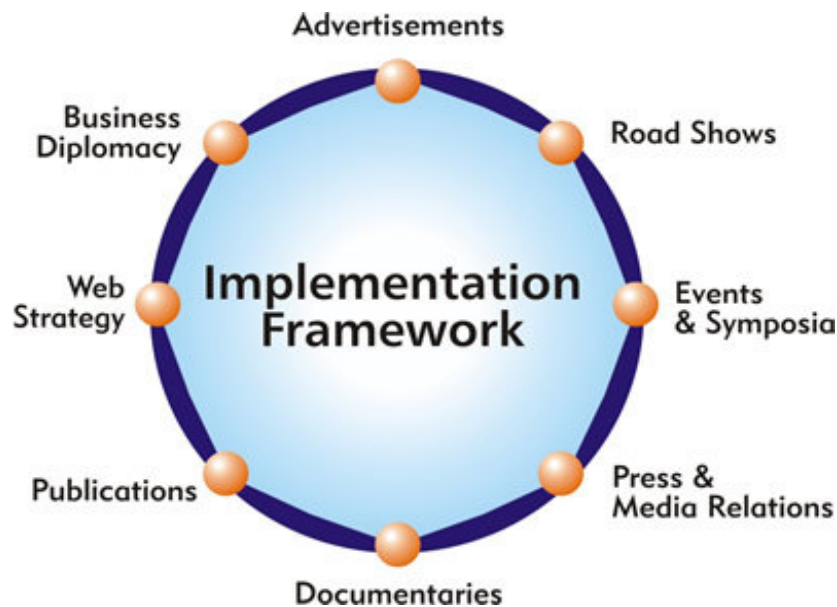 Advertisements
Business
Diplomacy
Road Shows
Web
Strategy
Implementation
Framework
Events
& Symposia
Publications
Press &
Media Relations
Documentaries